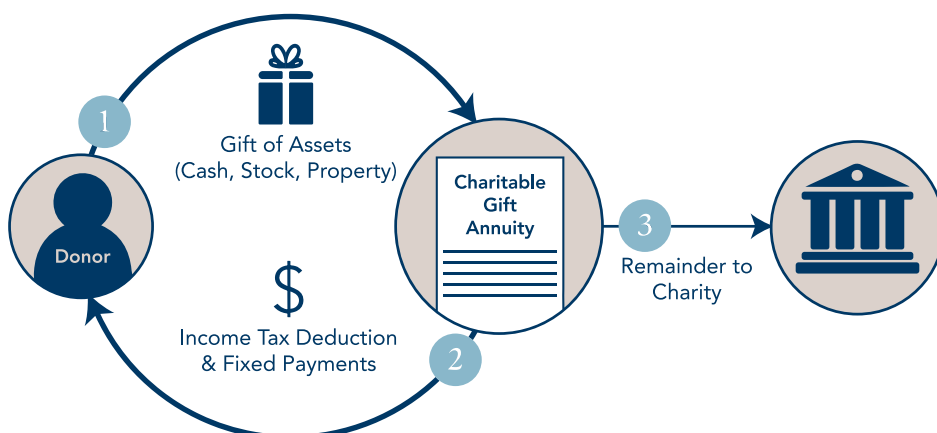 1
Gift of Assets
(Cash, Stock, Property)
Donor
Charitable
Gift
Annuity
$
Income Tax Deduction
& Fixed Payments
2
3
Remainder to
Charity